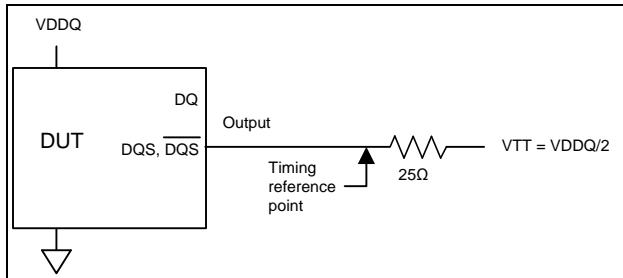 VDDQ
DQ
DUT
DQS, DQS
Output
Timing
reference
point
25Ω
VTT = VDDQ/2